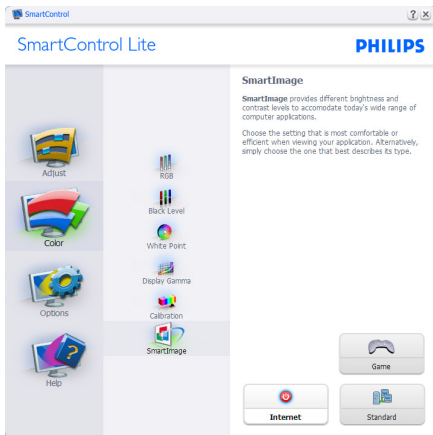 SmartControl
SmartControl Lite
PHILIPS
Adjust
Color
Options
Help
RGB
Black Level
White Point
Display Gamma
Calibration
SmartImage
SmartImage
SmartImage provides different brightness and
contrast levels to accomodate today's wide range of
computer applications.
Choose the setting that is most comfortable or
efficient when viewing your application. Alternatively,
simply choose the one that best describes its type.
Game
Internet
Standard